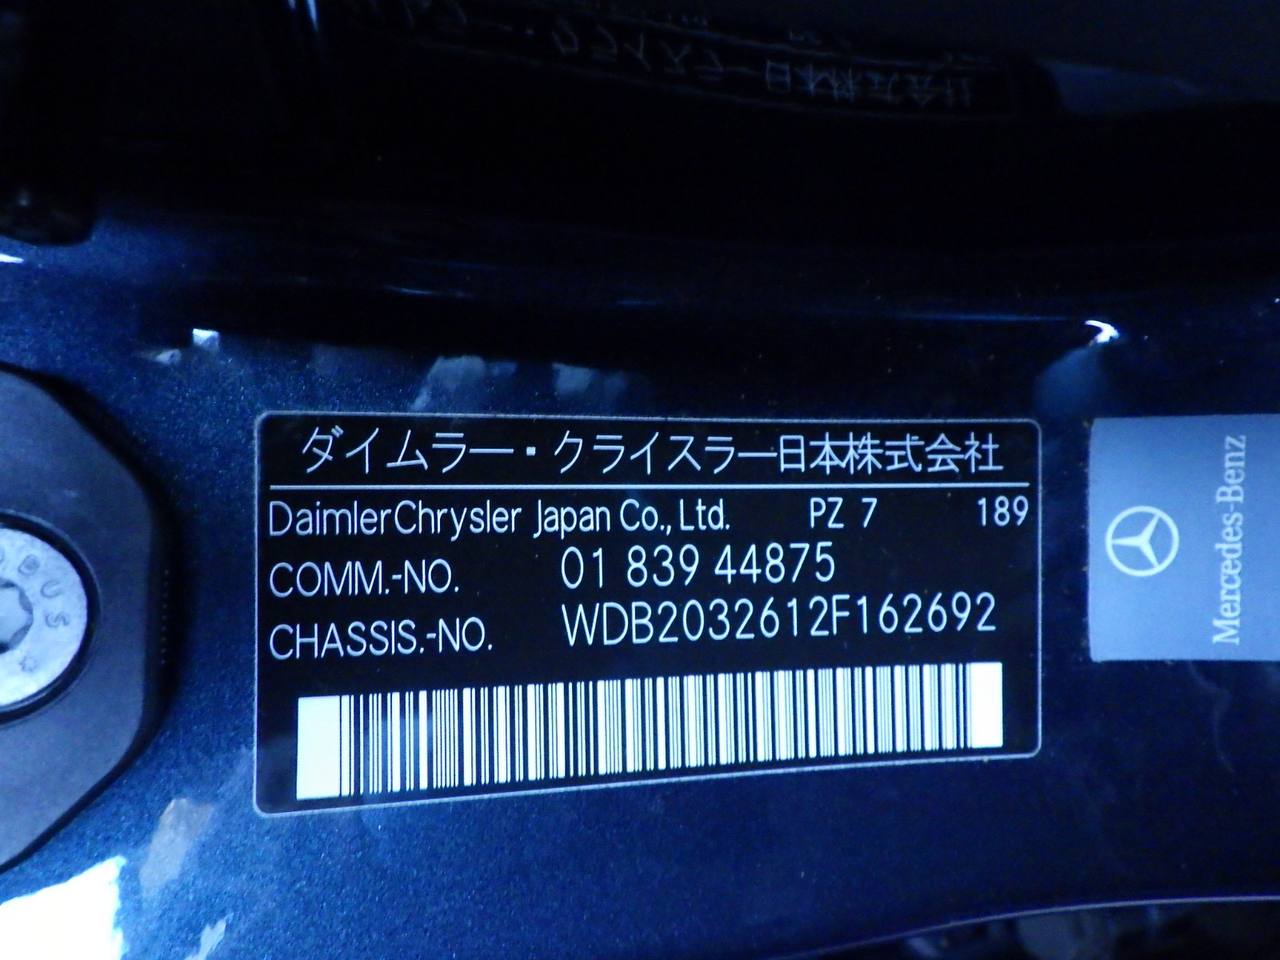 ダイムラー・クライスラー日本株式会社
DaimlerChrysler Japan Co., Ltd. PZ 7 189
COMM.-NO. 01 839 44875
CHASSIS.-NO. WDB2032612F162692
Mercedes-Benz